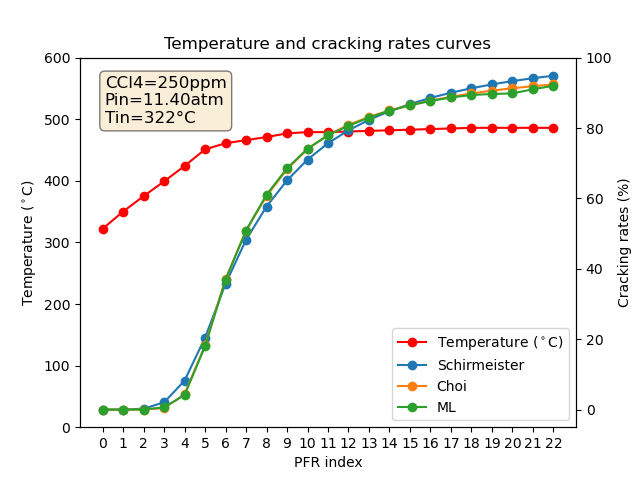 Temperature and cracking rates curves
CCl4=250ppm
Pin=11.40atm
Tin=322°C
600
500
400
300
200
100
0
Temperature (°C)
100
80
60
40
20
0
Cracking rates (%)
Temperature (°C)
Schirmeister
Choi
ML
0 1 2 3 4 5 6 7 8 9 10 11 12 13 14 15 16 17 18 19 20 21 22
PFR index